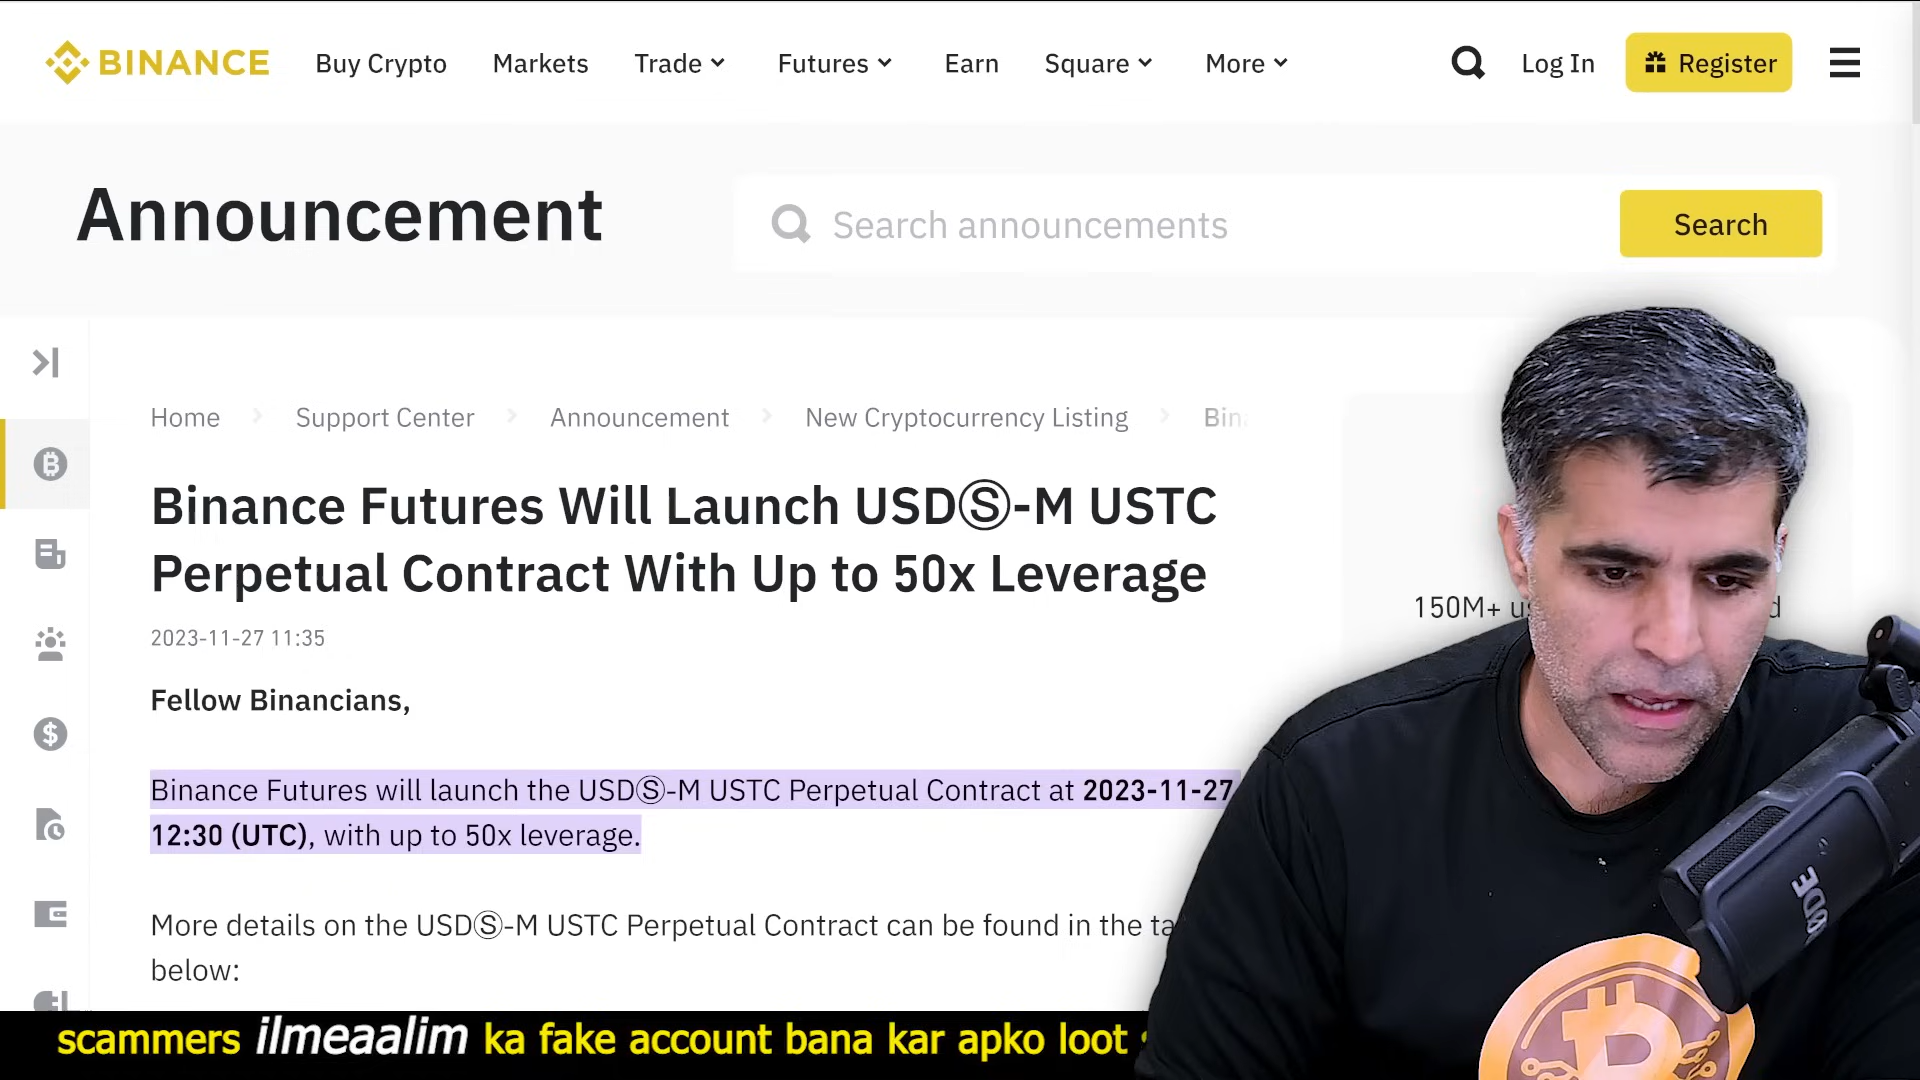 BINANCE Buy Crypto Markets Trade Futures Earn Square More Log In Register
Announcement
Search announcements Search
Home Support Center Announcement New Cryptocurrency Listing
Binance Futures Will Launch USDⓈ-M USTC
Perpetual Contract With Up to 50x Leverage
2023-11-27 11:35
150M+
Fellow Binancians,
Binance Futures will launch the USDⓈ-M USTC Perpetual Contract at 2023-11-27
12:30 (UTC), with up to 50x leverage.
More details on the USDⓈ-M USTC Perpetual Contract can be found in the
below:
RØDE
scammers ilmeaalim ka fake account bana kar apko loot